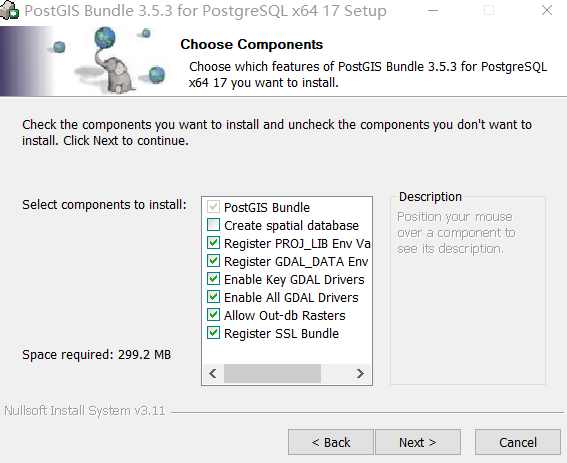 PostGIS Bundle 3.5.3 for PostgreSQL x64 17 Setup
Choose Components
Choose which features of PostGIS Bundle 3.5.3 for PostgreSQL
x64 17 you want to install.
Check the components you want to install and uncheck the components you don't want to
install. Click Next to continue.
Select components to install:
PostGIS Bundle
Create spatial database
Register PROJ_LIB Env Va
Register GDAL_DATA Env
Enable Key GDAL Drivers
Enable All GDAL Drivers
Allow Out-db Rasters
Register SSL Bundle
Description
Position your mouse
over a component to
see its description.
Space required: 299.2 MB
Nullsoft Install System v3.11
< Back
Next >
Cancel